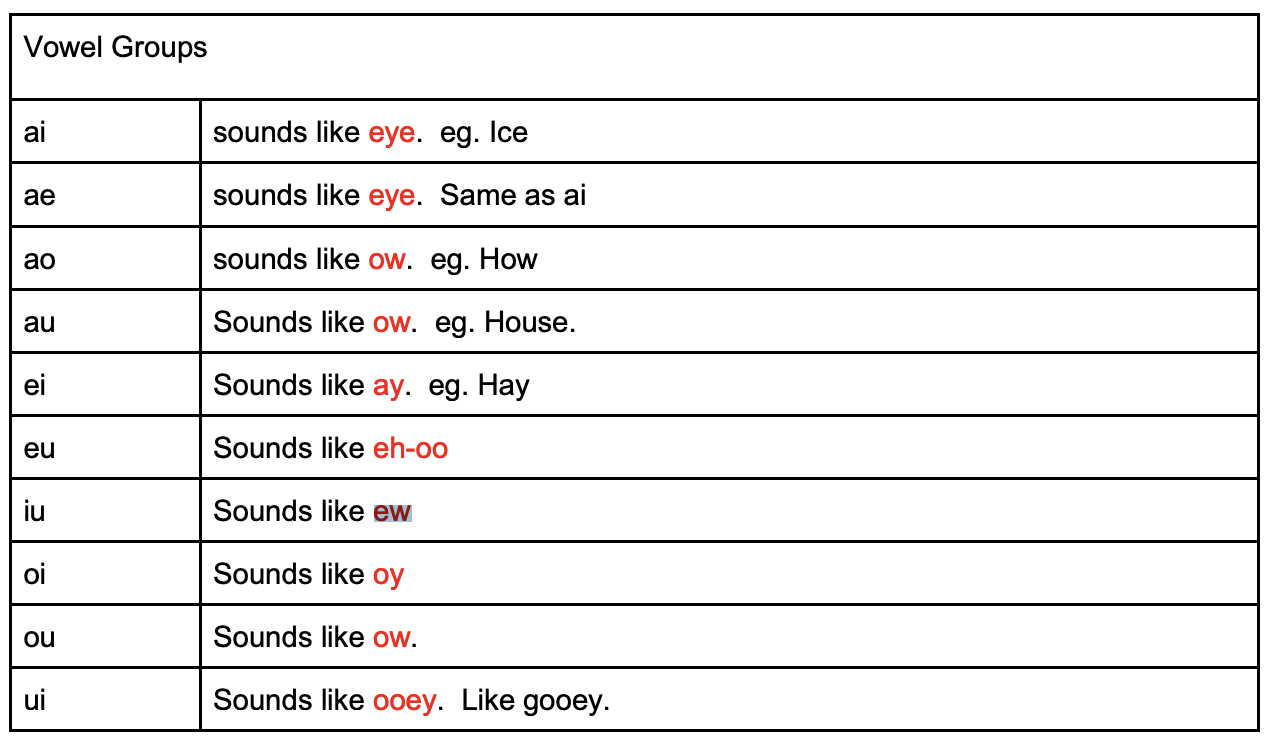 Vowel Groups
ai sounds like eye.  eg. Ice
ae sounds like eye.  Same as ai
ao sounds like ow.  eg. How
au Sounds like ow.  eg. House.
ei Sounds like ay.  eg. Hay
eu Sounds like eh-oo
iu Sounds like ew
oi Sounds like oy
ou Sounds like ow.
ui Sounds like ooey.  Like gooey.